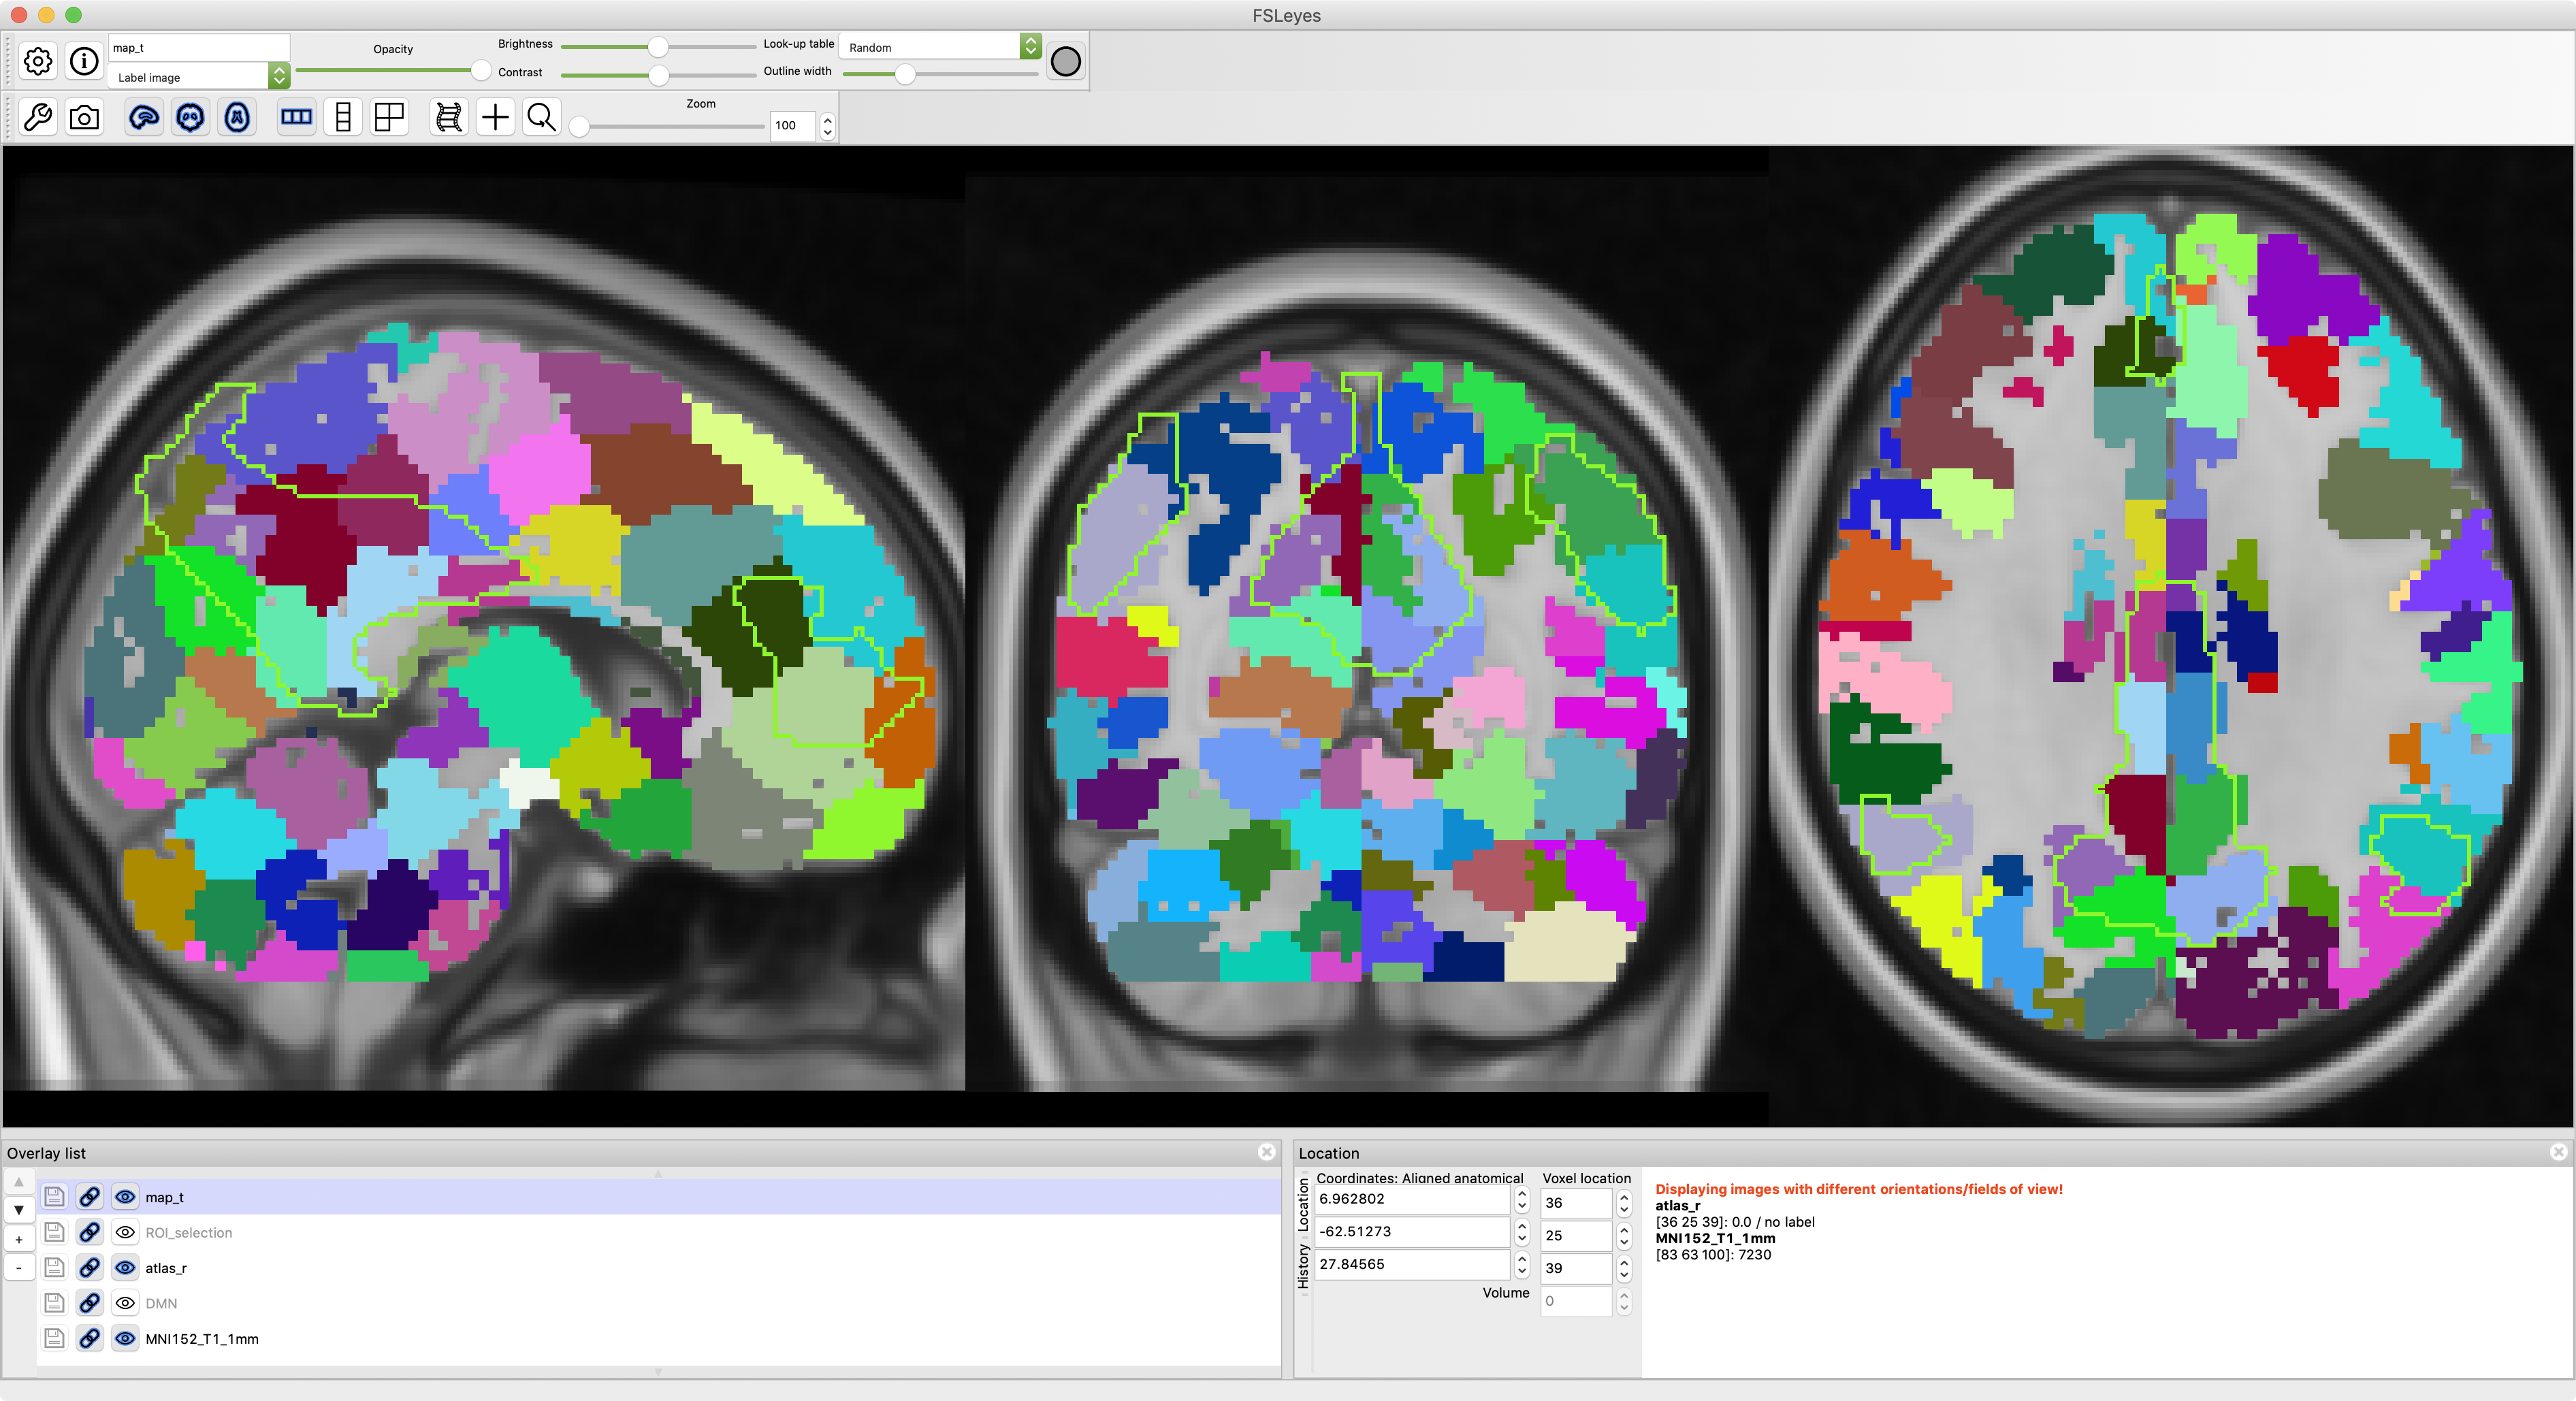 FSLeyes
map_t
Label image
Opacity
Brightness
Contrast
Look-up table
Random
Outline width
Zoom
100
Overlay list
map_t
ROI_selection
atlas_r
DMN
MNI152_T1_1mm
+
-
Location
Location
History
Coordinates: Aligned anatomical
Voxel location
6.962802
36
-62.51273
25
27.84565
39
Volume
0
Displaying images with different orientations/fields of view!
atlas_r
[36 25 39]: 0.0 / no label
MNI152_T1_1mm
[83 63 100]: 7230